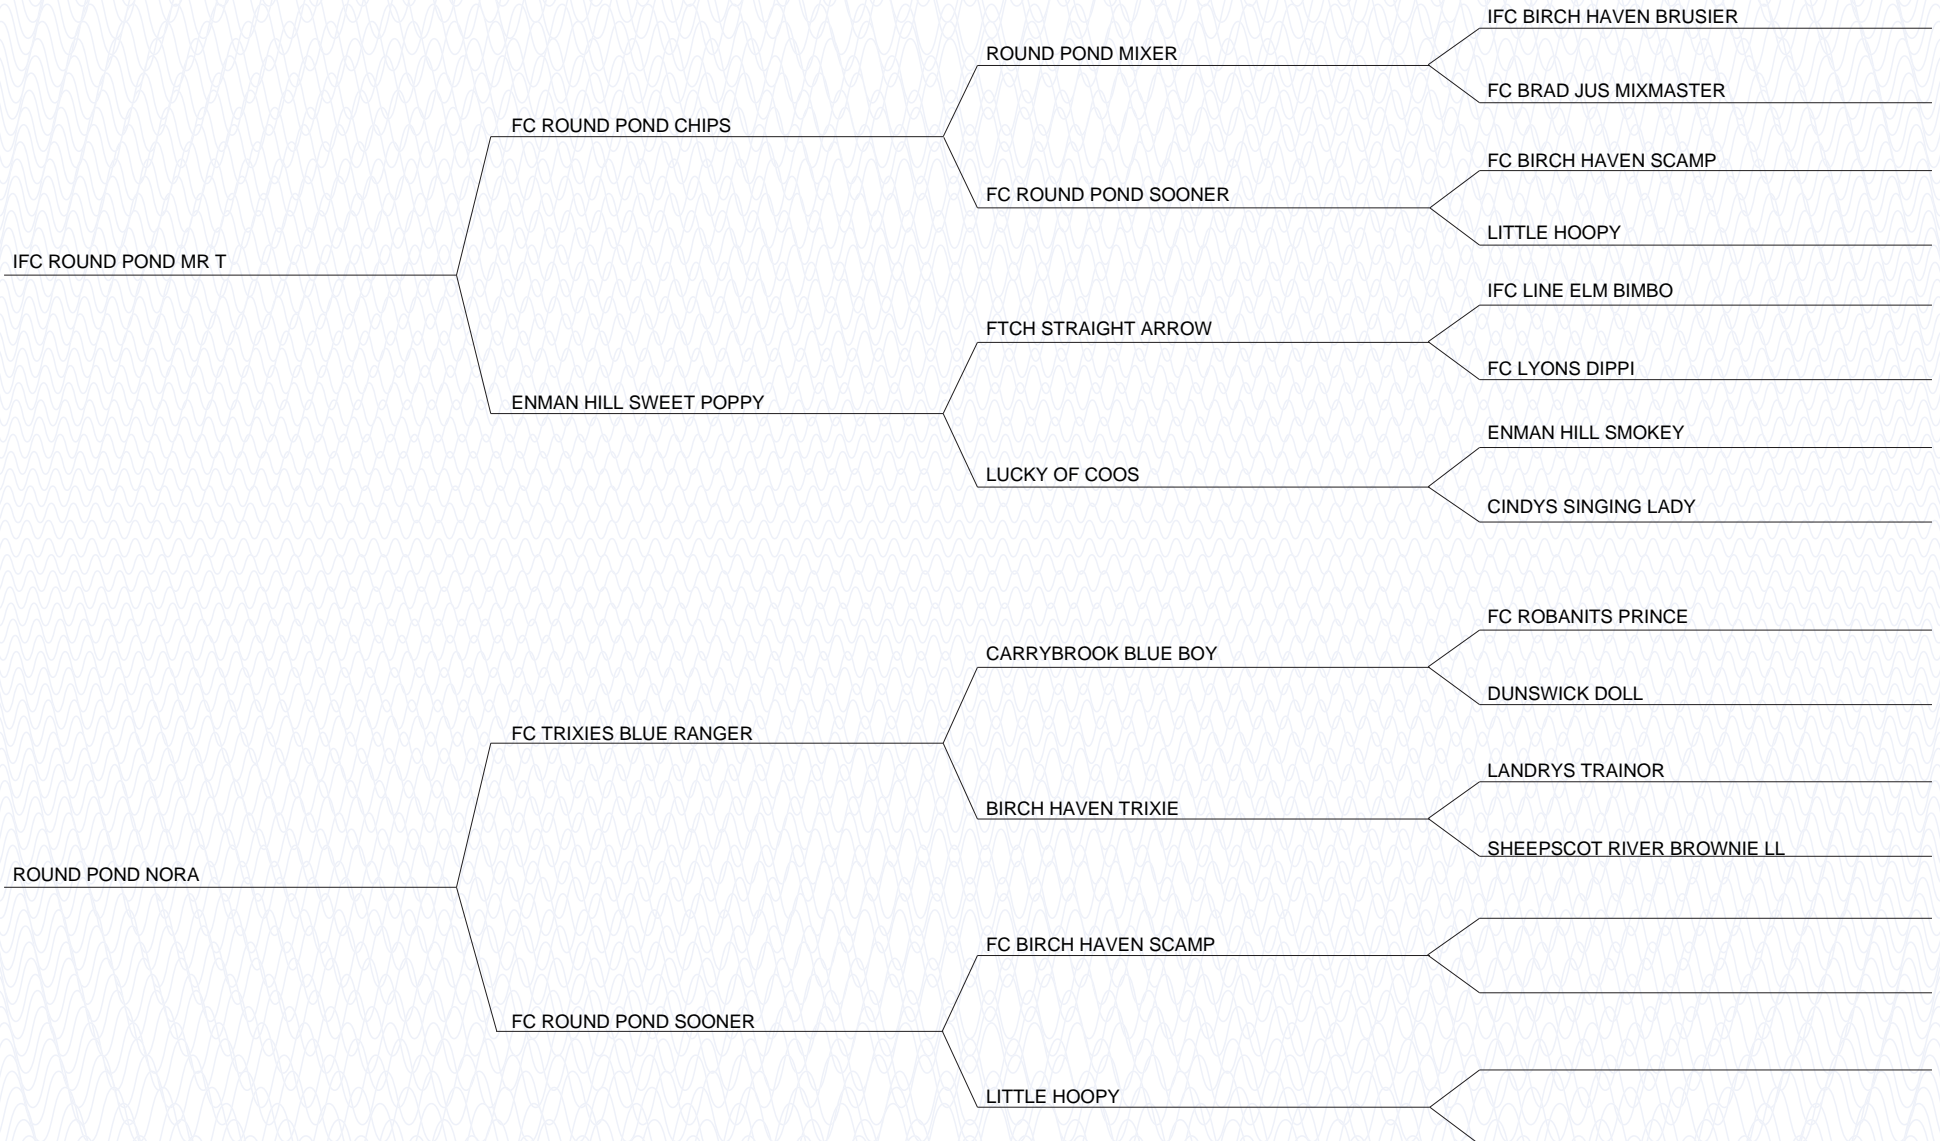 IFC BIRCH HAVEN BRUSIER
ROUND POND MIXER
FC BRAD JUS MIXMASTER
FC ROUND POND CHIPS
FC BIRCH HAVEN SCAMP
FC ROUND POND SOONER
LITTLE HOOPY
IFC ROUND POND MR T
IFC LINE ELM BIMBO
FTCH STRAIGHT ARROW
FC LYONS DIPPI
ENMAN HILL SWEET POPPY
ENMAN HILL SMOKEY
LUCKY OF COOS
CINDYS SINGING LADY
FC ROBANITS PRINCE
CARRYBROOK BLUE BOY
DUNSWICK DOLL
FC TRIXIES BLUE RANGER
LANDRYS TRAINOR
BIRCH HAVEN TRIXIE
SHEEPSCOT RIVER BROWNIE LL
ROUND POND NORA
FC BIRCH HAVEN SCAMP
FC ROUND POND SOONER
LITTLE HOOPY